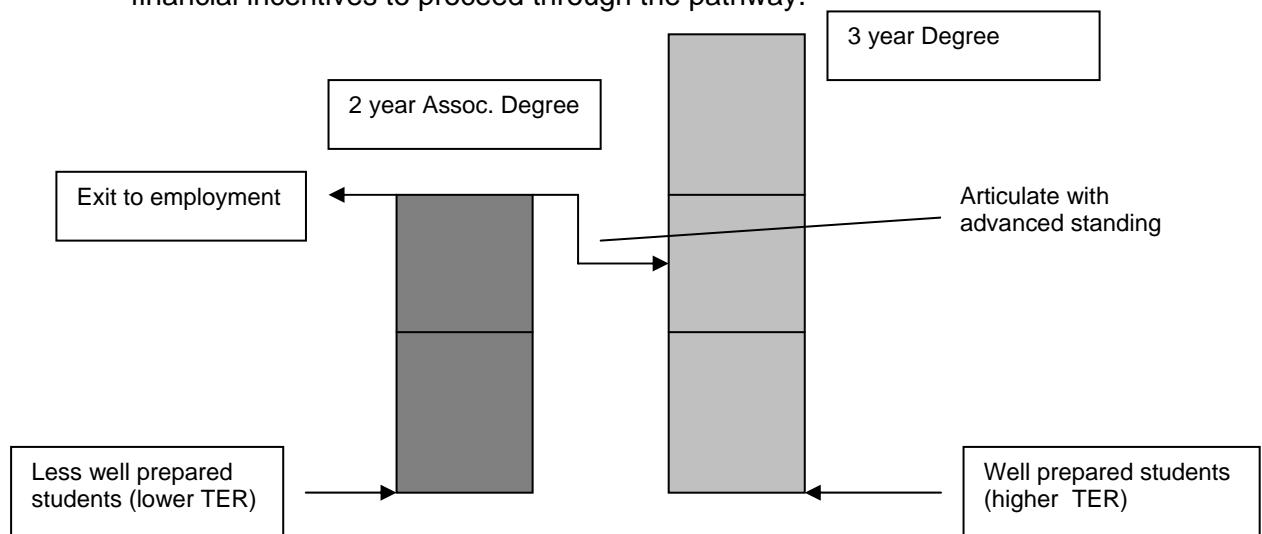 financial incentives to proceed through the pathway.
3 year Degree
2 year Assoc. Degree
Exit to employment
Articulate with
advanced standing
Less well prepared
students (lower TER)
Well prepared students
(higher TER)